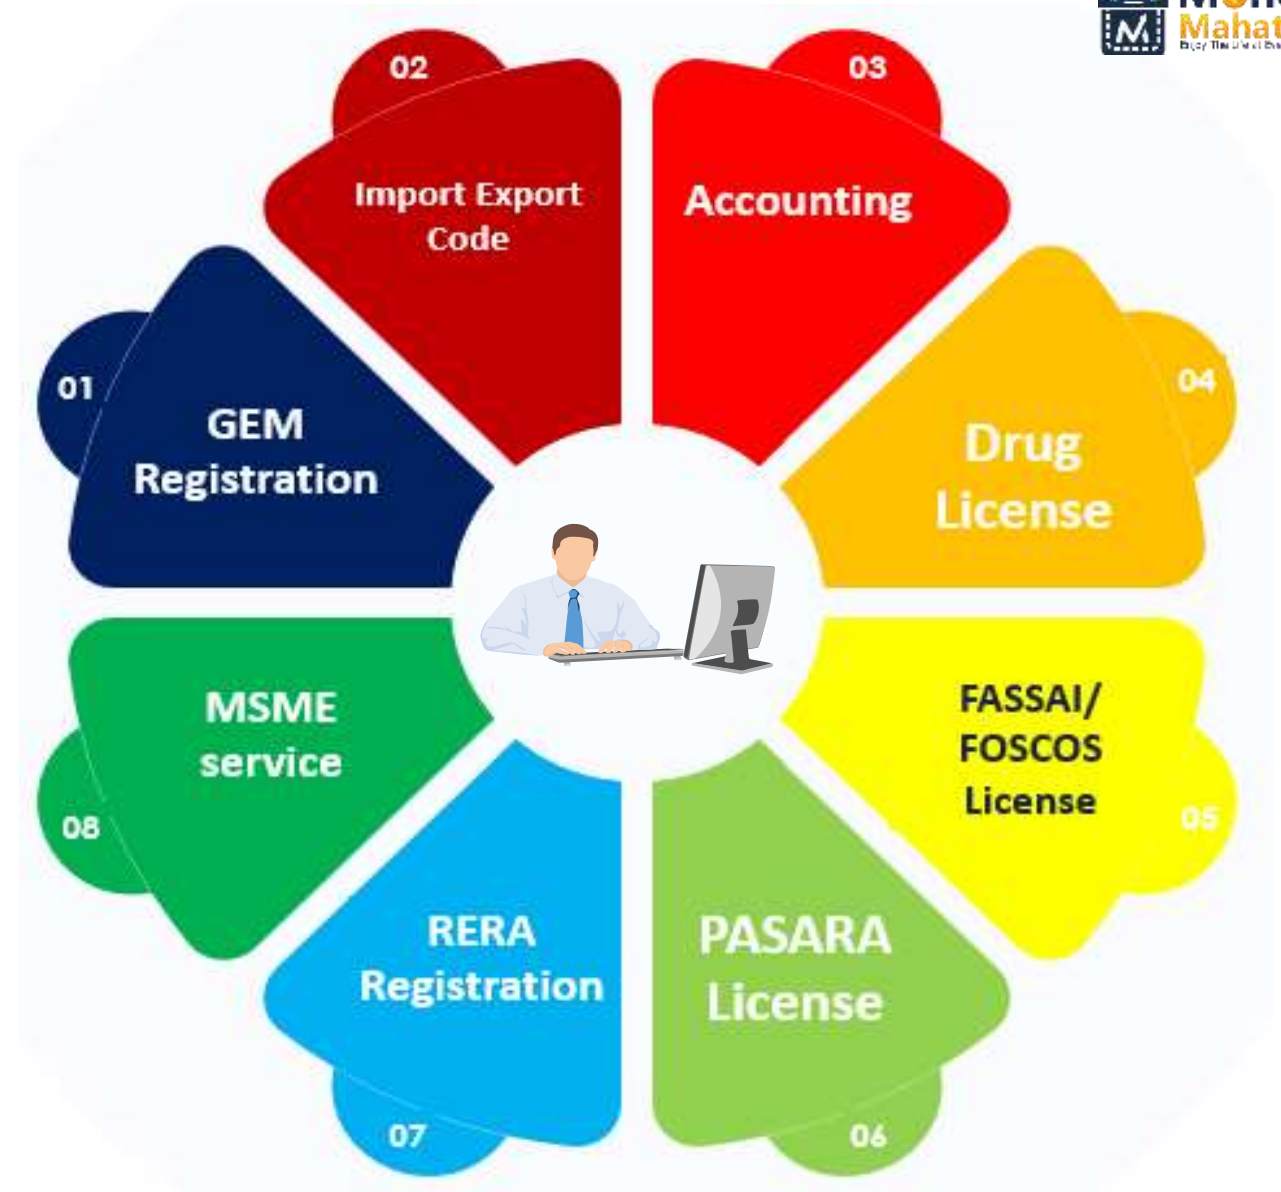 Mahat
02
Import Export
Code
03
Accounting
01
GEM
Registration
04
Drug
License
FASSAI/
FOSCOS
License
05
PASARA
License
06
RERA
Registration
07
MSME
service
08